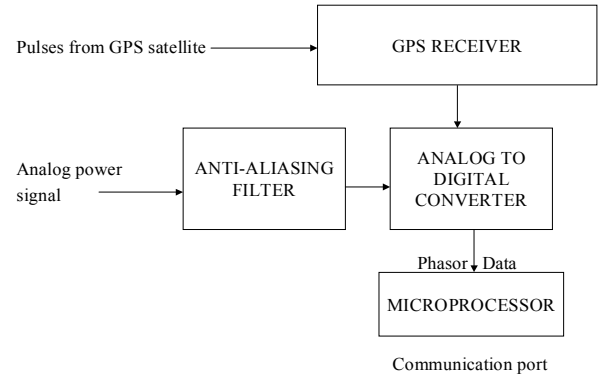 Pulses from GPS satellite
GPS RECEIVER
Analog power
signal
ANTI-ALIASING
FILTER
ANALOG TO
DIGITAL
CONVERTER
Phasor Data
MICROPROCESSOR
Communication port